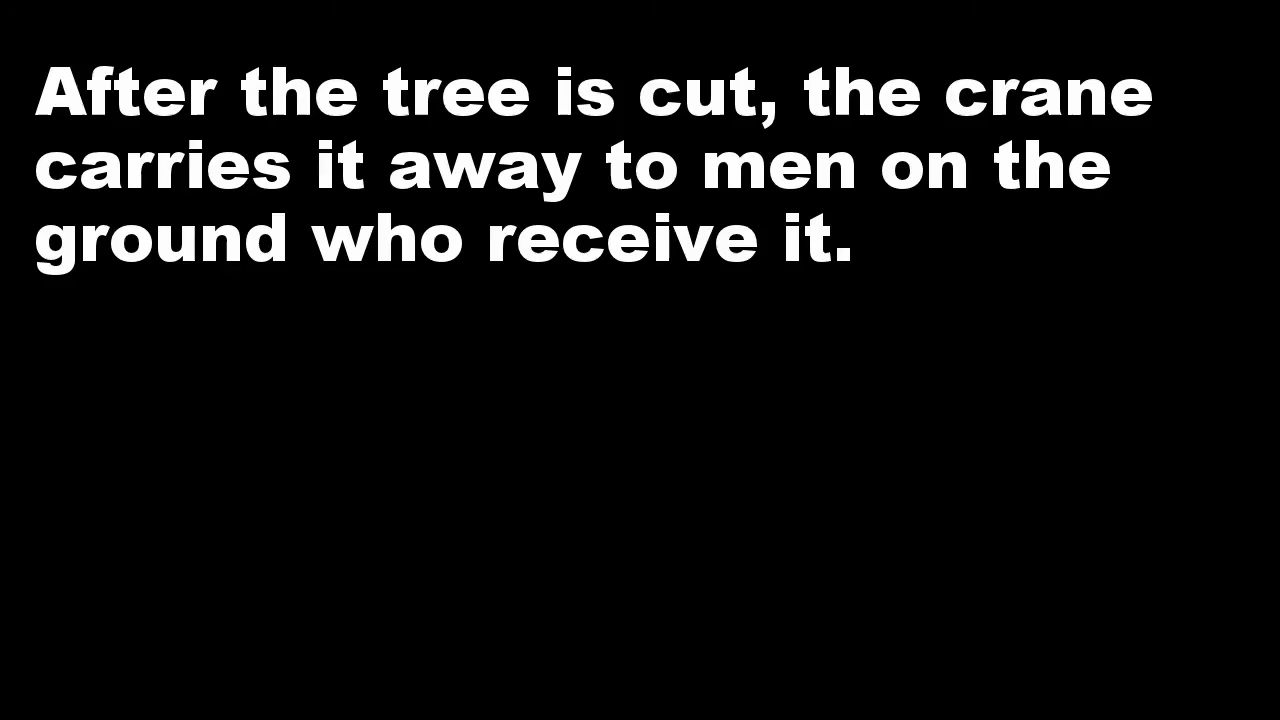 After the tree is cut, the crane
carries it away to men on the
ground who receive it.